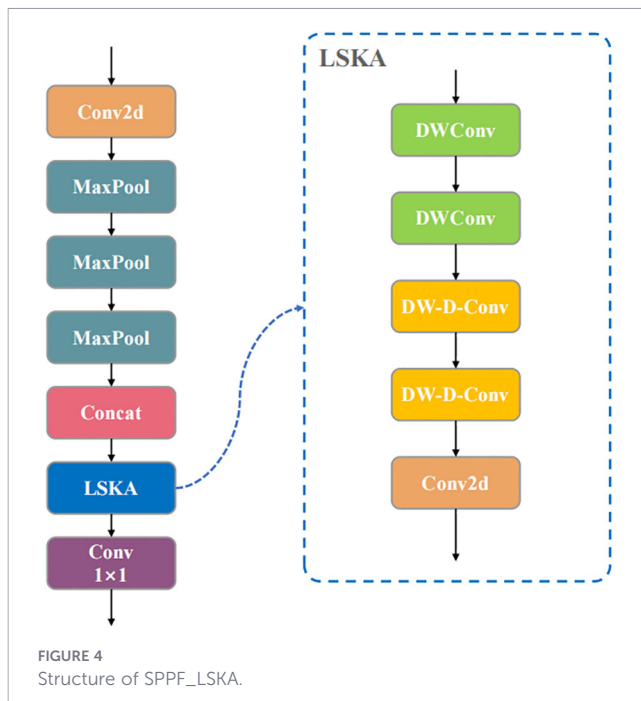 Conv2d
MaxPool
MaxPool
MaxPool
Concat
LSKA
Conv
1×1
LSKA
DWConv
DWConv
DW-D-Conv
DW-D-Conv
Conv2d
FIGURE 4
Structure of SPPF_LSKA.